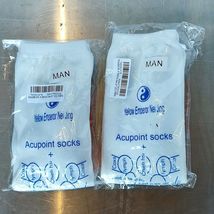 MAN
Yellow Emperor Nei Jing
Acupoint socks
+
MAN
Yellow Emperor Nei Jing
Acupoint socks
+